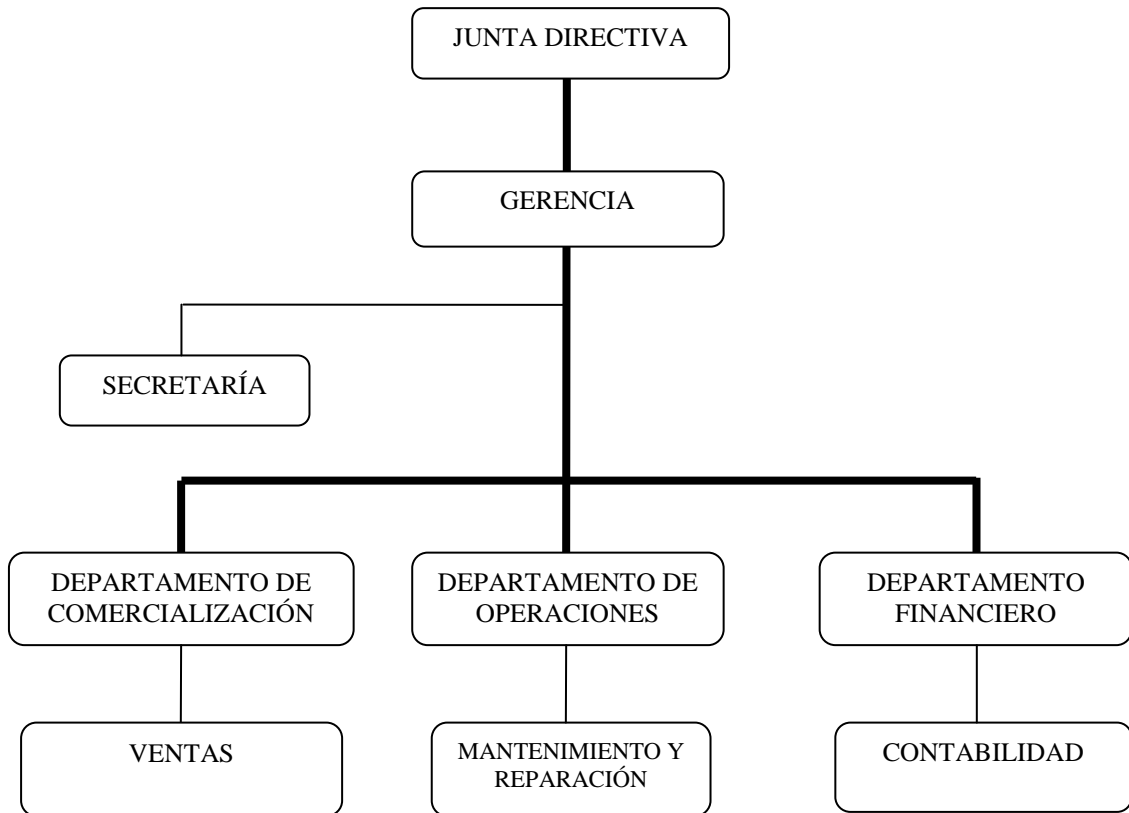 JUNTA DIRECTIVA
GERENCIA
SECRETARÍA
DEPARTAMENTO DE
COMERCIALIZACIÓN
DEPARTAMENTO DE
OPERACIONES
DEPARTAMENTO
FINANCIERO
VENTAS
MANTENIMIENTO Y
REPARACIÓN
CONTABILIDAD